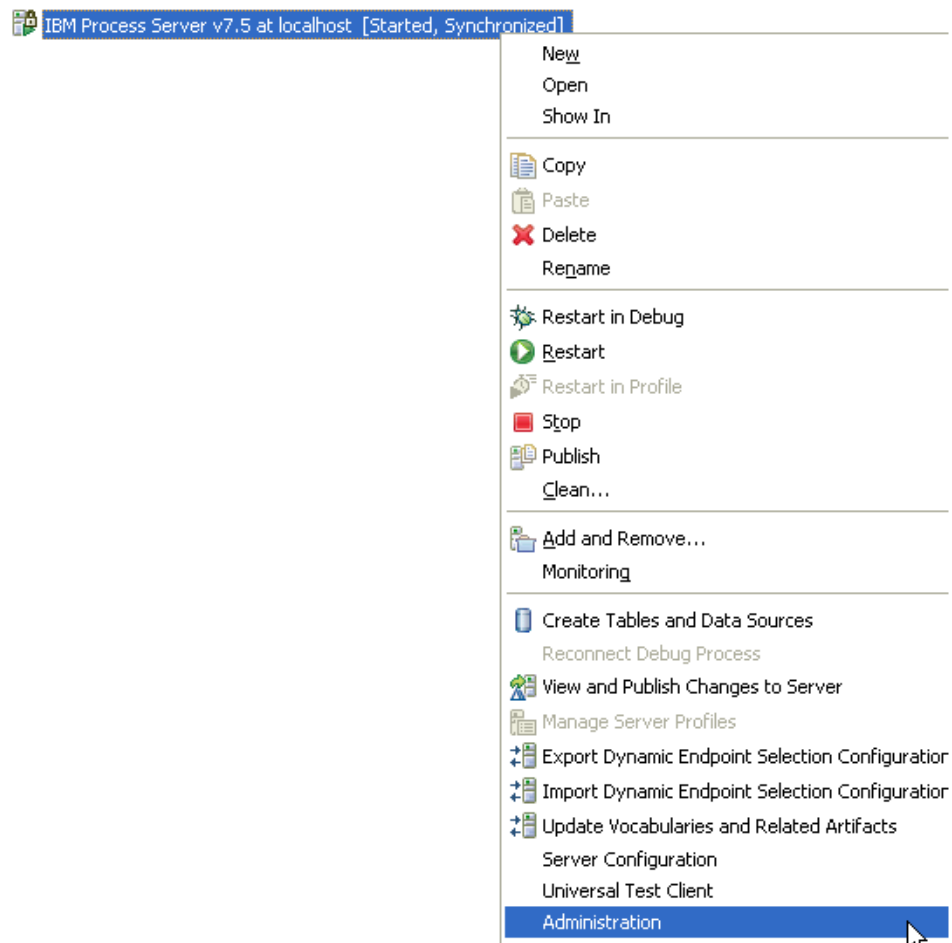 IBM Process Server v7.5 at localhost [Started, Synchronized]
New
Open
Show In
Copy
Paste
Delete
Rename
Restart in Debug
Restart
Restart in Profile
Stop
Publish
Clean...
Add and Remove...
Monitoring
Create Tables and Data Sources
Reconnect Debug Process
View and Publish Changes to Server
Manage Server Profiles
Export Dynamic Endpoint Selection Configuration
Import Dynamic Endpoint Selection Configuration
Update Vocabularies and Related Artifacts
Server Configuration
Universal Test Client
Administration